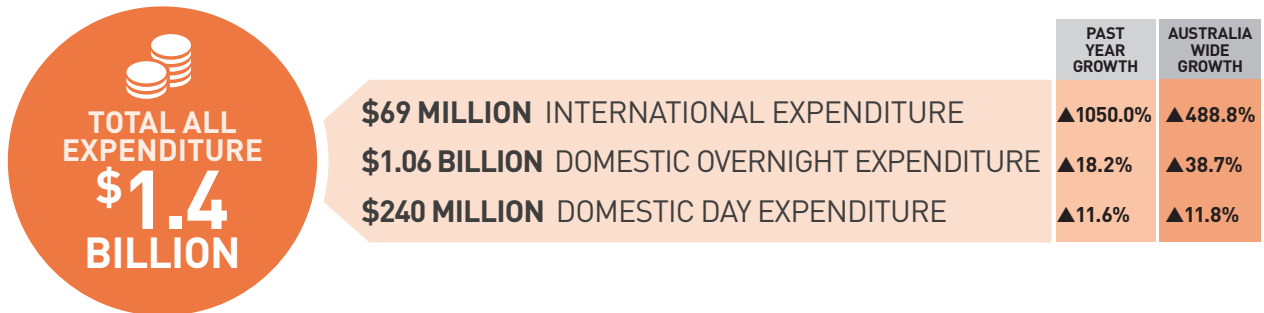 TOTAL ALL
EXPENDITURE
$1.4
BILLION
PAST
YEAR
GROWTH
AUSTRALIA
WIDE
GROWTH
$69 MILLION INTERNATIONAL EXPENDITURE ▲1050.0% ▲488.8%
$1.06 BILLION DOMESTIC OVERNIGHT EXPENDITURE ▲18.2% ▲38.7%
$240 MILLION DOMESTIC DAY EXPENDITURE ▲11.6% ▲11.8%